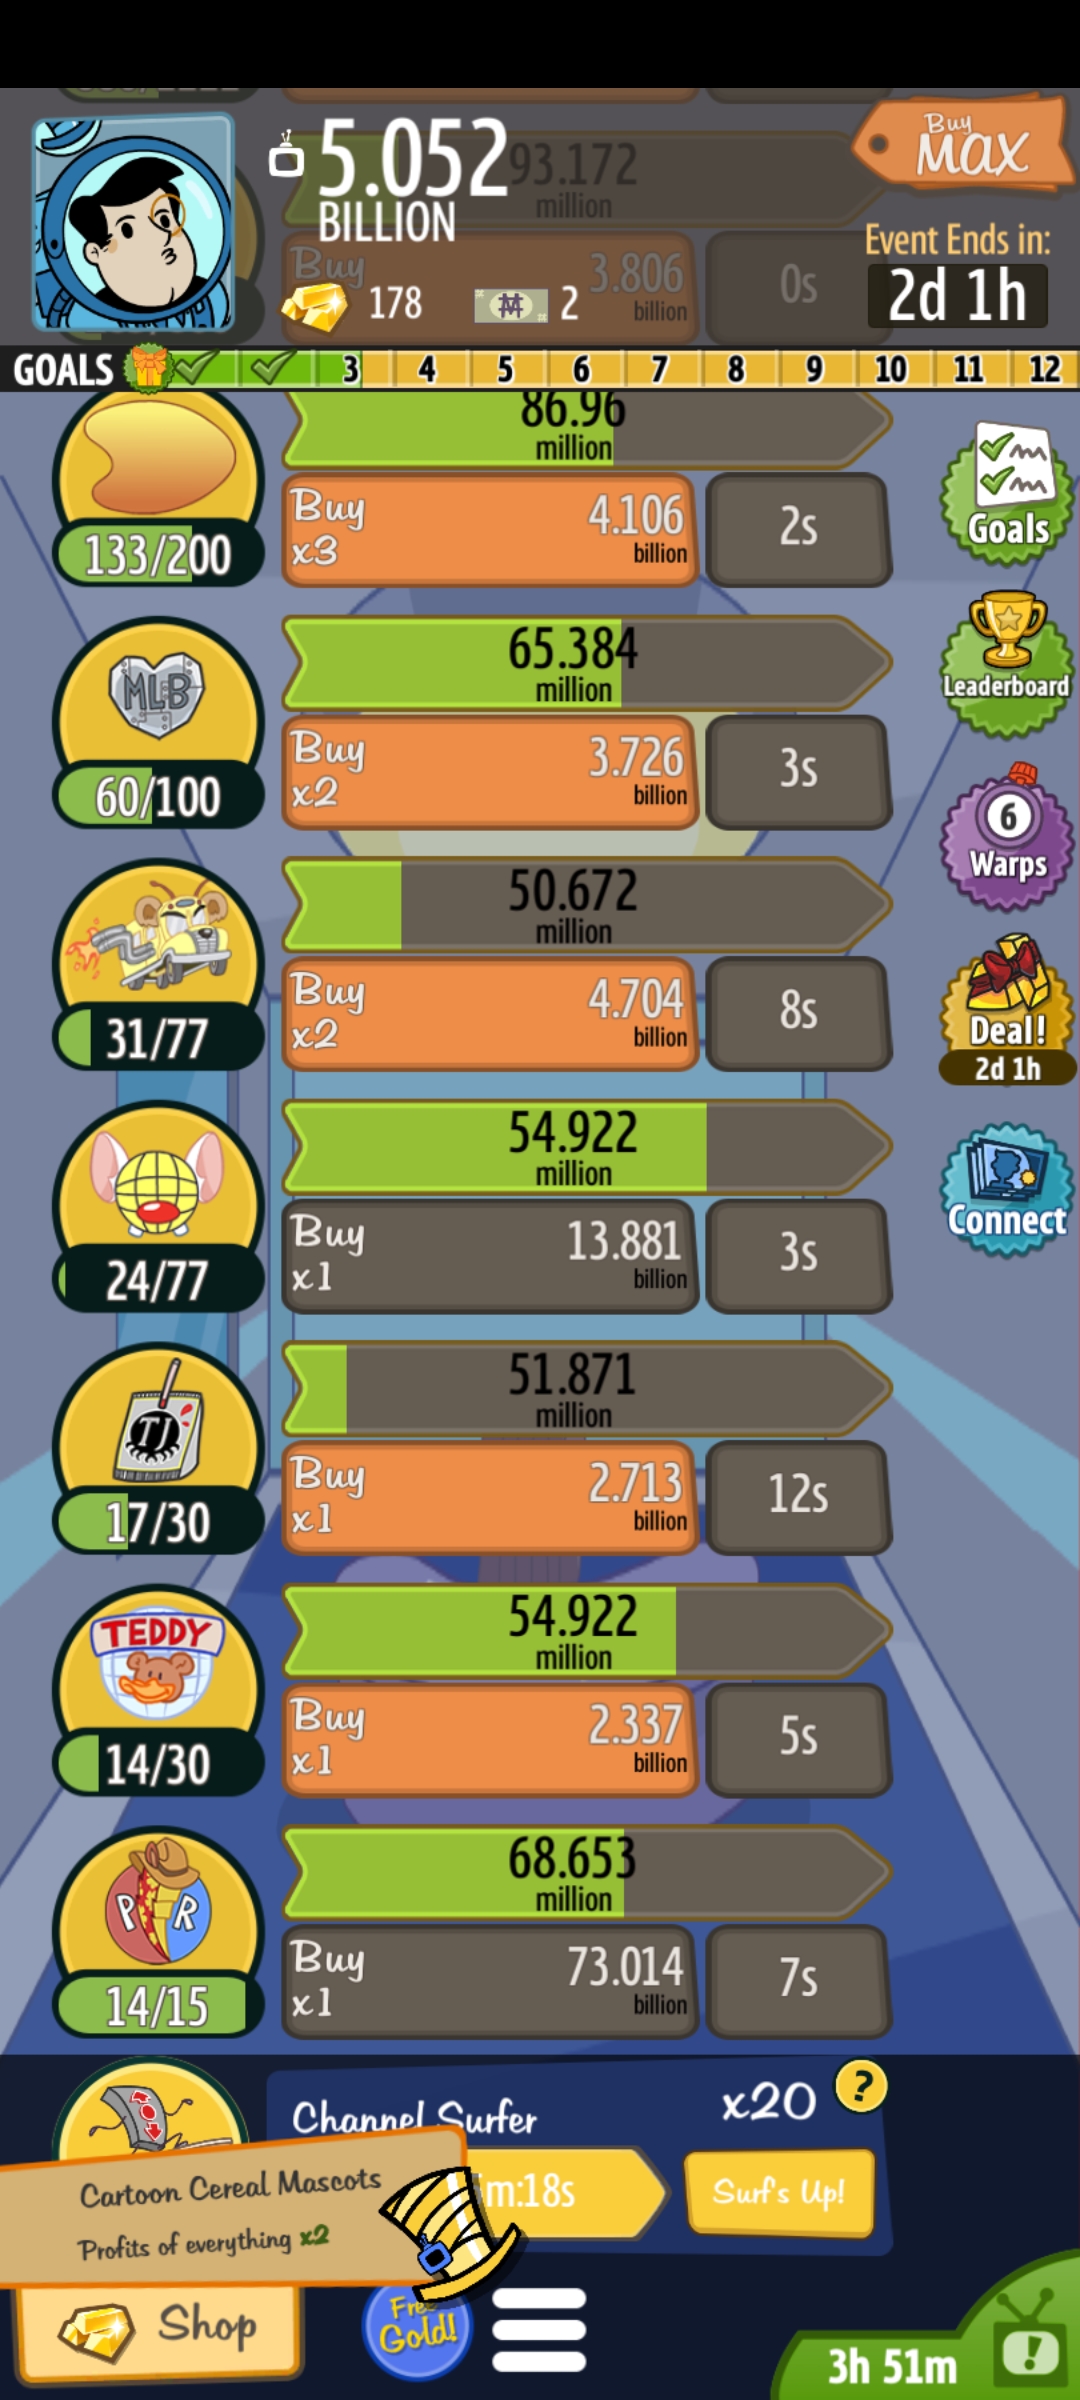 5.052
BILLION
93.172
million
Buy
MAX
Event Ends in:
2d 1h
Buy
3.806
billion
0s
178
2
GOALS
3 4 5 6 7 8 9 10 11 12
86.96
million
133/200
Buy
x3
4.106
billion
2s
Goals
MLB
60/100
65.384
million
Buy
x2
3.726
billion
3s
Leaderboard
6
Warps
31/77
50.672
million
Buy
x2
4.704
billion
8s
Deal!
2d 1h
24/77
54.922
million
Buy
x1
13.881
billion
3s
Connect
TJ
17/30
51.871
million
Buy
x1
2.713
billion
12s
TEDDY
14/30
54.922
million
Buy
x1
2.337
billion
5s
P R
14/15
68.653
million
Buy
x1
73.014
billion
7s
Channel Surfer
x20
?
m:18s
Surf's Up!
Cartoon Cereal Mascots
Profits of everything x2
Shop
Free
Gold!
3h 51m
!